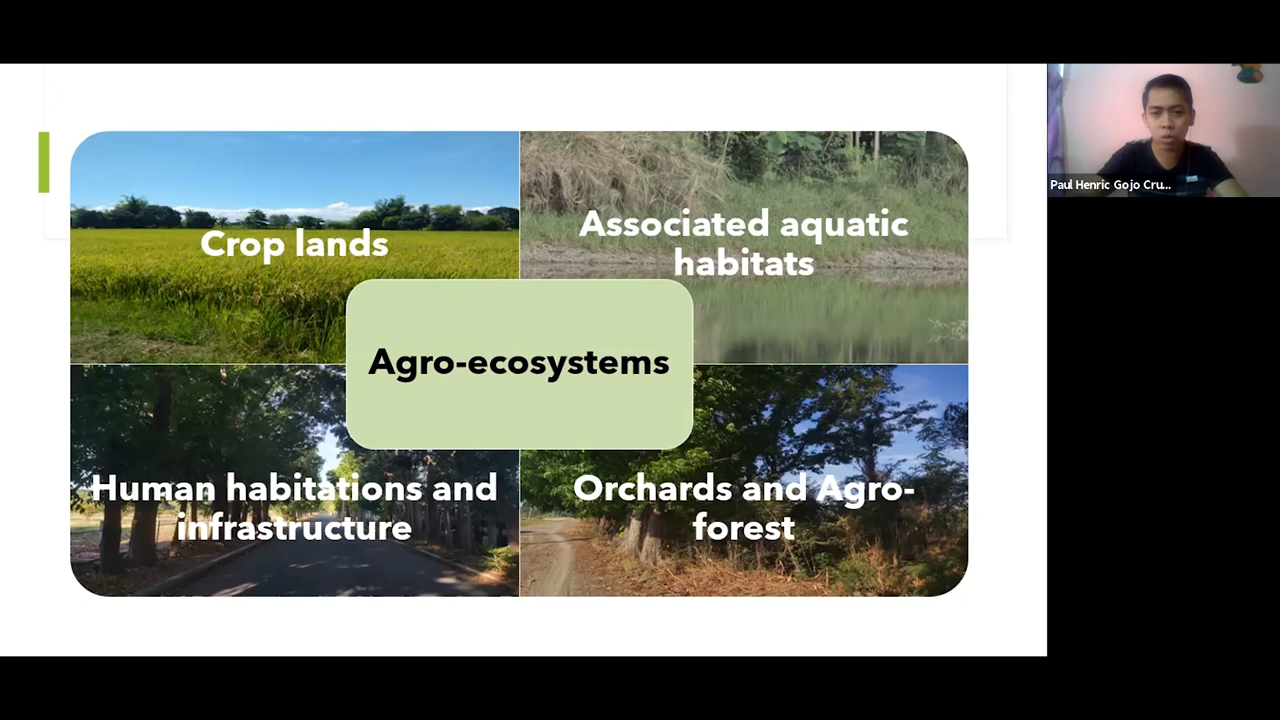 Crop lands
Associated aquatic
habitats
Agro-ecosystems
Human habitations and
infrastructure
Orchards and Agro-
forest
Paul Henric Gojo Cru...